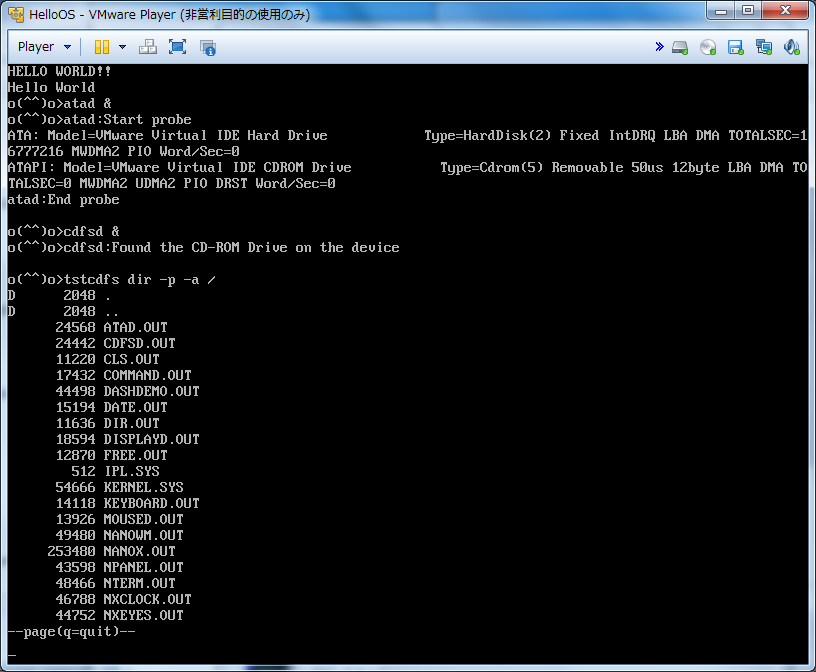 HelloOS - VMware Player (非営利目的の使用のみ)
Player
HELLO WORLD!!
Hello World
o(^^)o>atad &
o(^^)o>atad:Start probe
ATA: Model=VMware Virtual IDE Hard Drive            Type=HardDisk(2) Fixed IntDRQ LBA DMA TOTALSEC=1
6777216 MWDMA2 PIO Word/Sec=0
ATAPI: Model=VMware Virtual IDE CDROM Drive           Type=Cdrom(5) Removable 50us 12byte LBA DMA TO
TALSEC=0 MWDMA2 UDMA2 PIO DRST Word/Sec=0
atad:End probe
o(^^)o>cdfsd &
o(^^)o>cdfsd:Found the CD-ROM Drive on the device
o(^^)o>tstcdfs dir -p -a /
D      2048 .
D      2048 ..
      24568 ATAD.OUT
      24442 CDFSD.OUT
      11220 CLS.OUT
      17432 COMMAND.OUT
      44498 DASHDEMO.OUT
      15194 DATE.OUT
      11636 DIR.OUT
      18594 DISPLAYD.OUT
      12870 FREE.OUT
        512 IPL.SYS
      54666 KERNEL.SYS
      14118 KEYBOARD.OUT
      13926 MOUSED.OUT
      49480 NANOWM.OUT
     253480 NANOX.OUT
      43598 NPANEL.OUT
      48466 NTERM.OUT
      46788 NXCLOCK.OUT
      44752 NXEYES.OUT
--page(q=quit)--
_